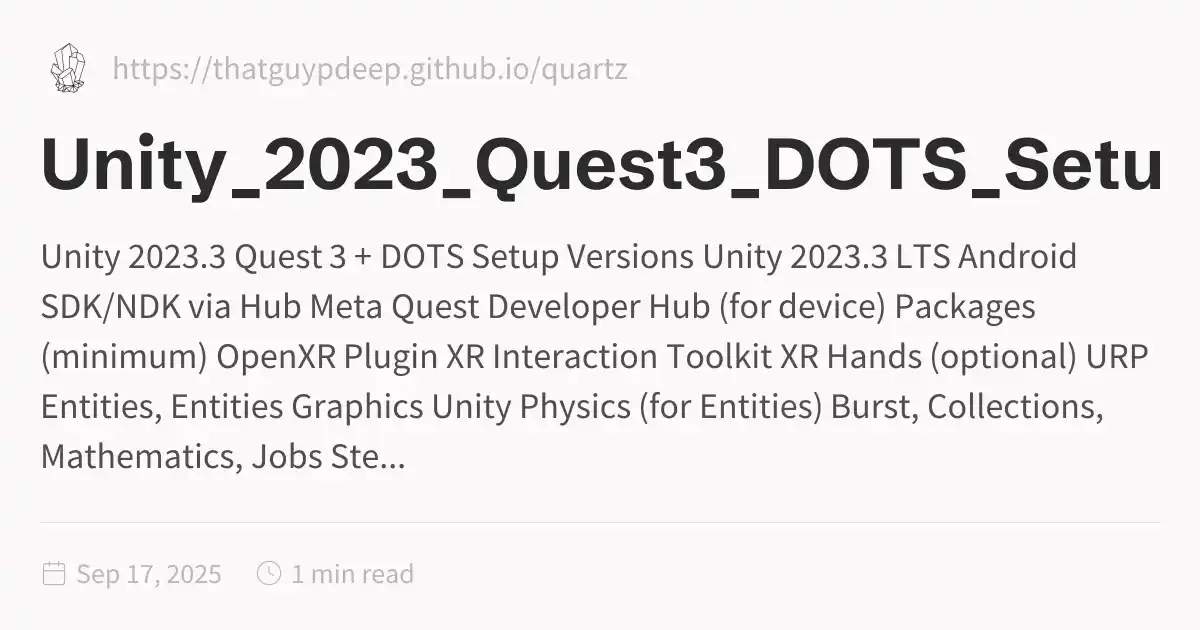 https://thatguypdeep.github.io/quartz
Unity_2023_Quest3_DOTS_Setu
Unity 2023.3 Quest 3 + DOTS Setup Versions Unity 2023.3 LTS Android
SDK/NDK via Hub Meta Quest Developer Hub (for device) Packages
(minimum) OpenXR Plugin XR Interaction Toolkit XR Hands (optional) URP
Entities, Entities Graphics Unity Physics (for Entities) Burst, Collections,
Mathematics, Jobs Ste...
Sep 17, 2025 1 min read